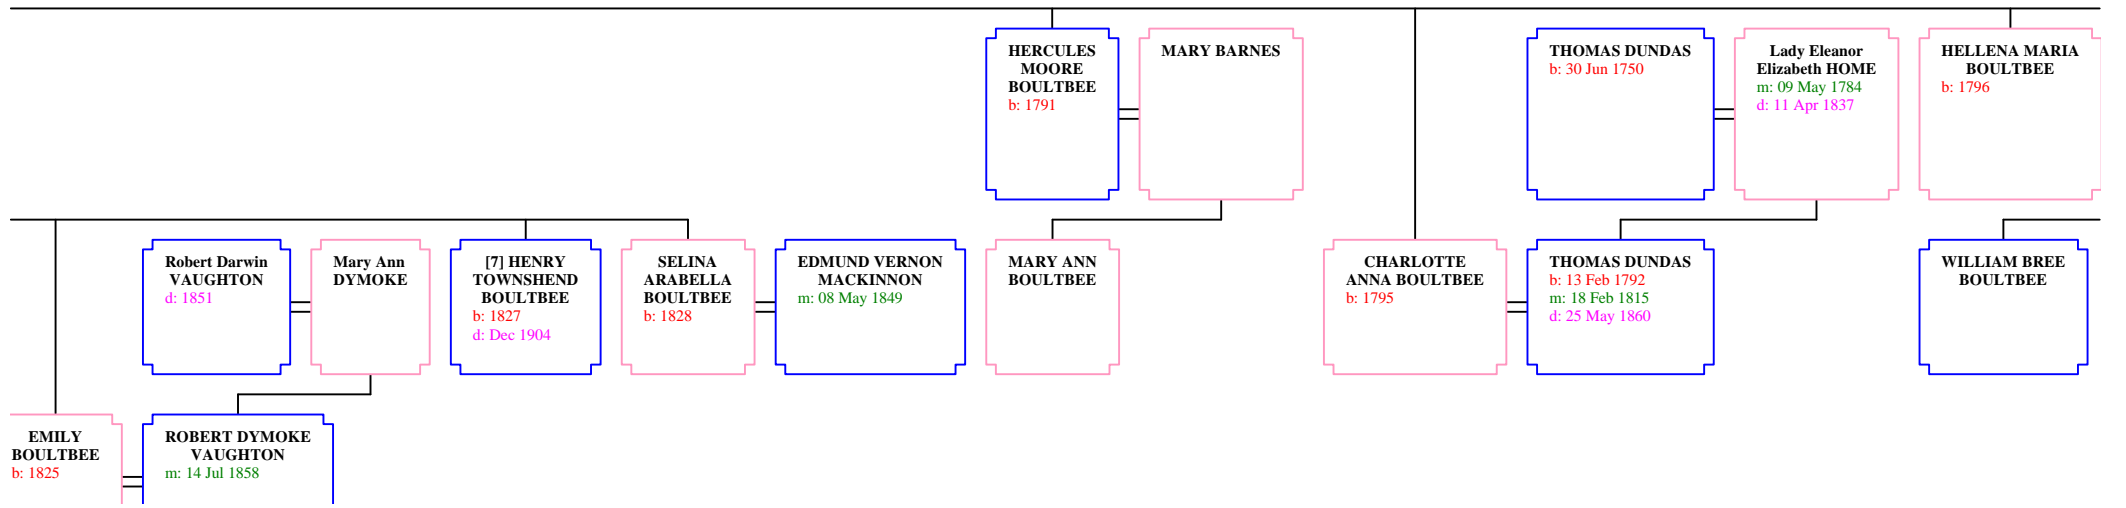 HERCULES
MOORE
BOULTBEE
b: 1791
MARY BARNES
THOMAS DUNDAS
b: 30 Jun 1750
Lady Eleanor
Elizabeth HOME
m: 09 May 1784
d: 11 Apr 1837
HELLENA MARIA
BOULTBEE
b: 1796
Robert Darwin
VAUGHTON
d: 1851
Mary Ann
DYMOKE
[7] HENRY
TOWNSHEND
BOULTBEE
b: 1827
d: Dec 1904
SELINA
ARABELLA
BOULTBEE
b: 1828
EDMUND VERNON
MACKINNON
m: 08 May 1849
MARY ANN
BOULTBEE
CHARLOTTE
ANNA BOULTBEE
b: 1795
THOMAS DUNDAS
b: 13 Feb 1792
m: 18 Feb 1815
d: 25 May 1860
WILLIAM BREE
BOULTBEE
EMILY
BOULTBEE
b: 1825
ROBERT DYMOKE
VAUGHTON
m: 14 Jul 1858